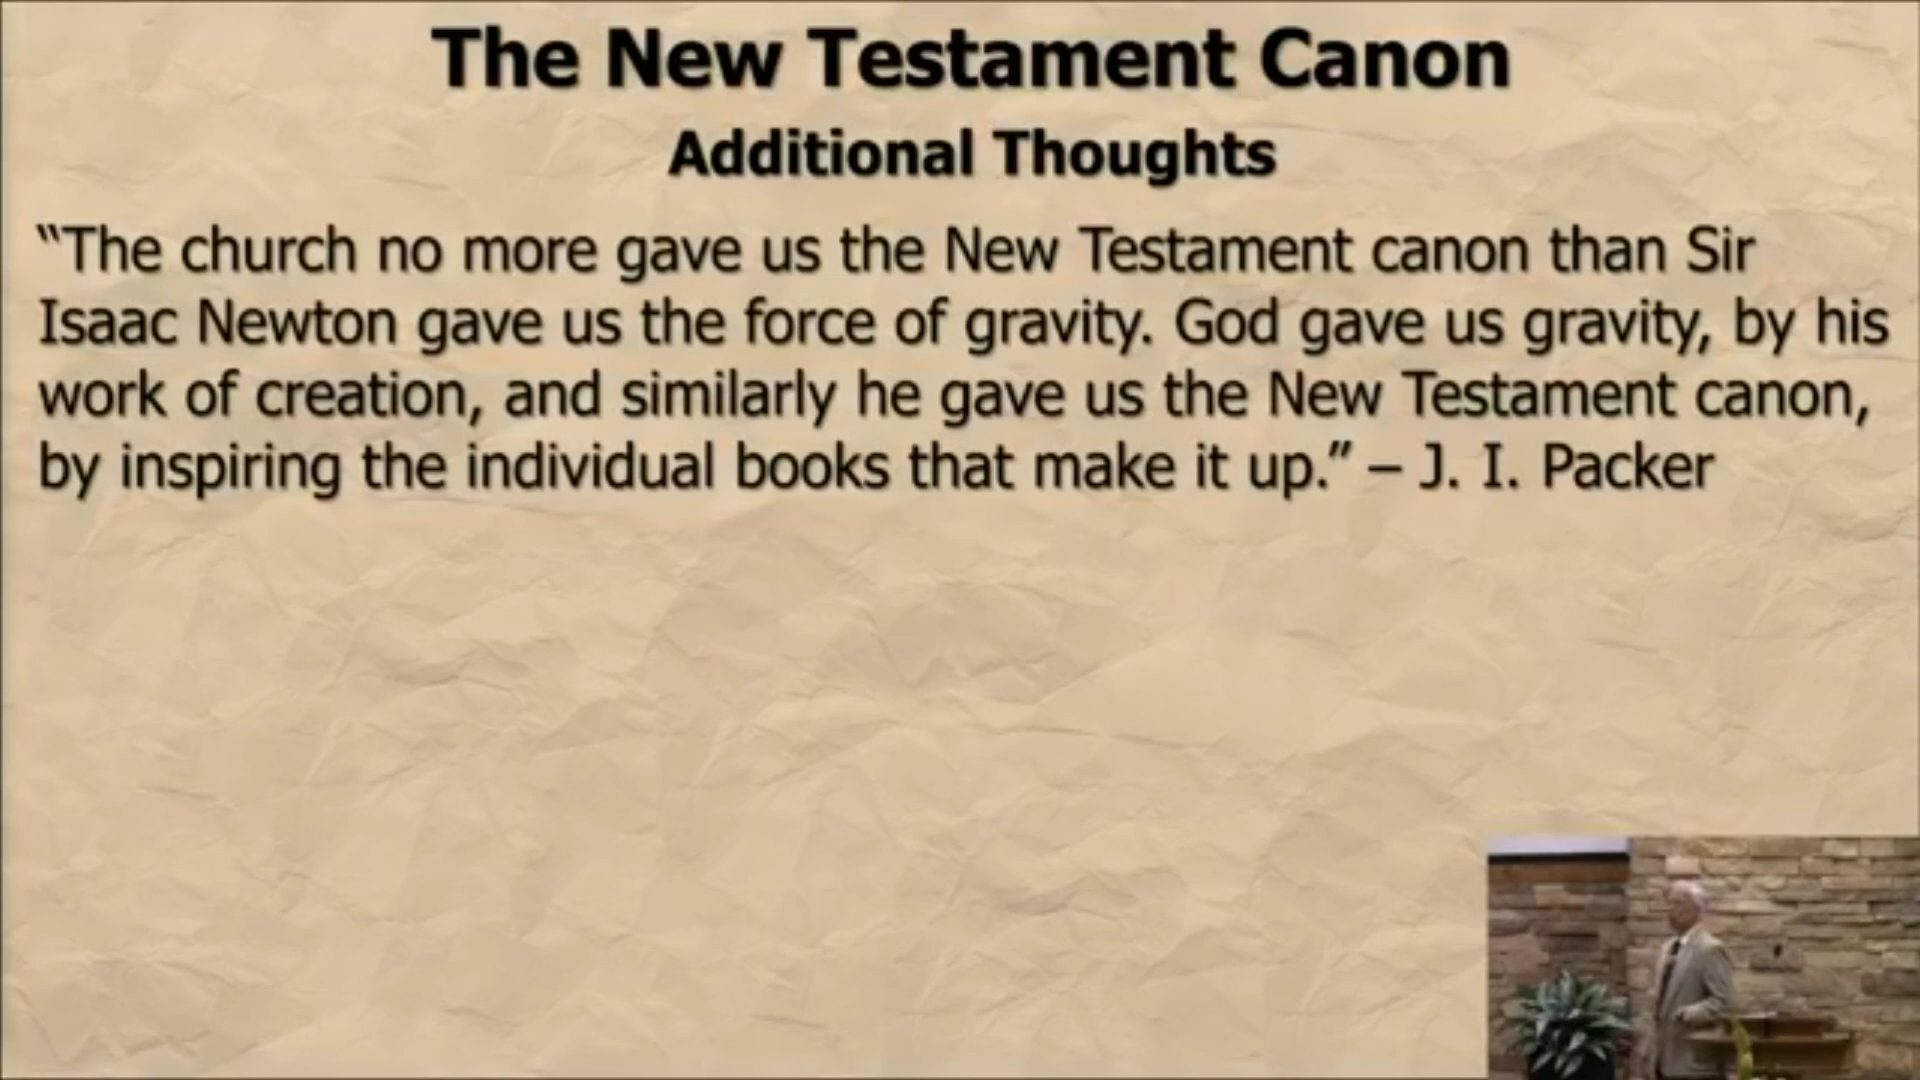 The New Testament Canon
Additional Thoughts
“The church no more gave us the New Testament canon than Sir
Isaac Newton gave us the force of gravity. God gave us gravity, by his
work of creation, and similarly he gave us the New Testament canon,
by inspiring the individual books that make it up.” – J. I. Packer